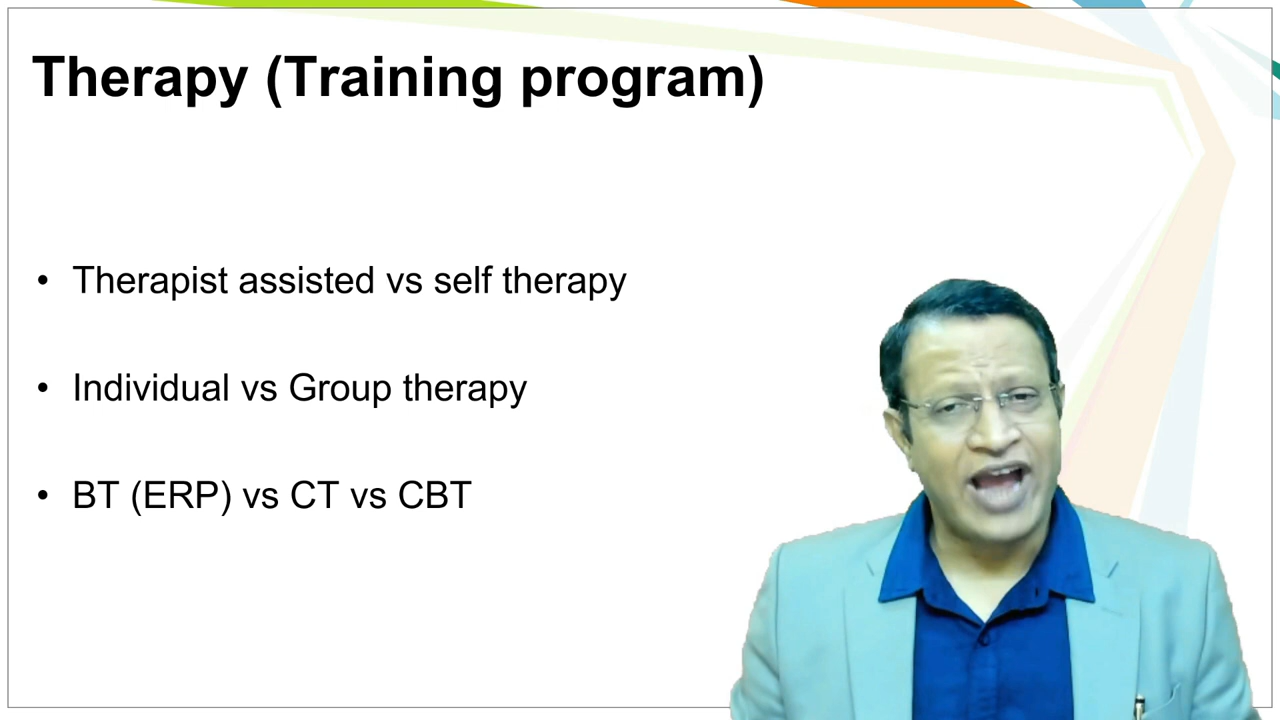 Therapy (Training program)
• Therapist assisted vs self therapy
• Individual vs Group therapy
• BT (ERP) vs CT vs CBT